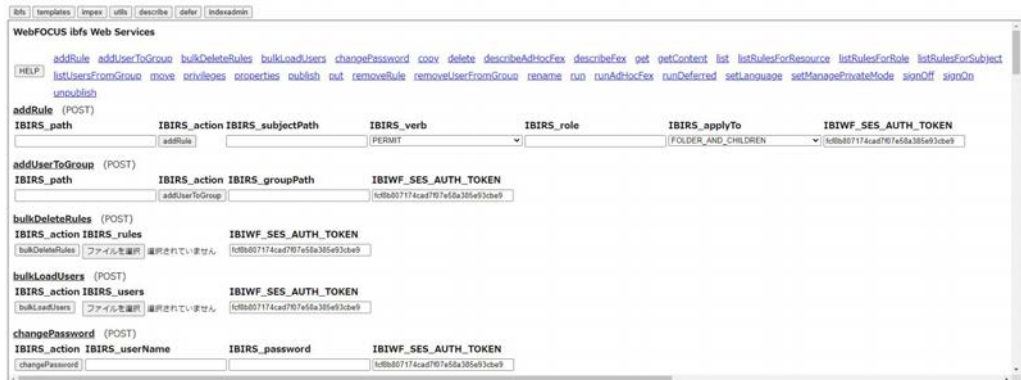 ibfs templates impex utils describe defer indexadmin
WebFOCUS ibfs Web Services
addRule addUserToGroup bulkDeleteRules bulkLoadUsers changePassword copy delete describeAdHocFex describeFex get getContent list listRulesForResource listRulesForRole listRulesForSubject
HELP listUsersFromGroup move privileges properties publish put removeRule removeUserFromGroup rename run runAdHocFex runDeferred setLanguage setManagePrivateMode signOff signOn
unpublish
addRule (POST)
IBIRS_path IBIRS_action IBIRS_subjectPath IBIRS_verb IBIRS_role IBIRS_applyTo IBIWF_SES_AUTH_TOKEN
addRule PERMIT FOLDER_AND_CHILDREN fcf8b807174cad7f07e58a385e93cbe9
addUserToGroup (POST)
IBIRS_path IBIRS_action IBIRS_groupPath IBIWF_SES_AUTH_TOKEN
addUserToGroup fcf8b807174cad7f07e58a385e93cbe9
bulkDeleteRules (POST)
IBIRS_action IBIRS_rules IBIWF_SES_AUTH_TOKEN
bulkDeleteRules ファイルを選択 選択されていません fcf8b807174cad7f07e58a385e93cbe9
bulkLoadUsers (POST)
IBIRS_action IBIRS_users IBIWF_SES_AUTH_TOKEN
bulkLoadUsers ファイルを選択 選択されていません fcf8b807174cad7f07e58a385e93cbe9
changePassword (POST)
IBIRS_action IBIRS_userName IBIRS_password IBIWF_SES_AUTH_TOKEN
changePassword fcf8b807174cad7f07e58a385e93cbe9